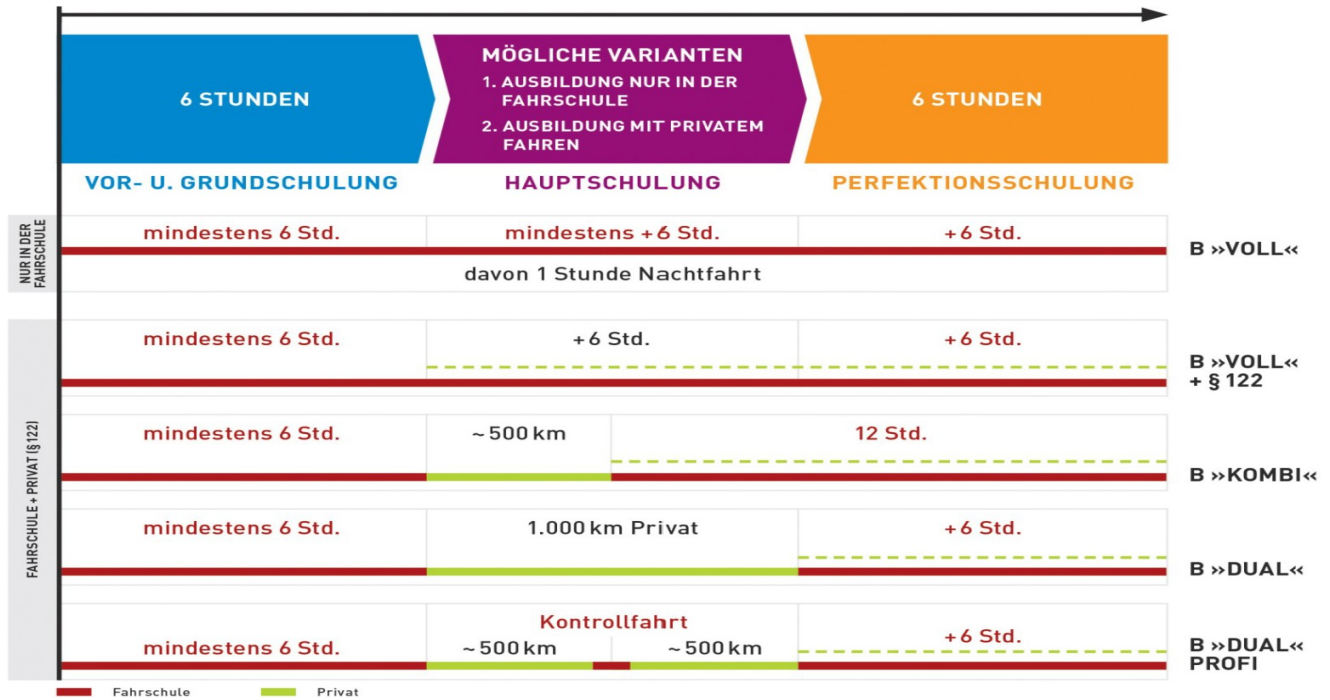 6 STUNDEN
MÖGLICHE VARIANTEN
1. AUSBILDUNG NUR IN DER
FAHRSCHULE
2. AUSBILDUNG MIT PRIVATEM
FAHREN
6 STUNDEN
VOR- U. GRUNDSCHULUNG
HAUPTSCHULUNG
PERFEKTIONSSCHULUNG
NUR IN DER
FAHRSCHULE
mindestens 6 Std.
mindestens +6 Std.
+6 Std.
B »VOLL«
davon 1 Stunde Nachtfahrt
FAHRSCHULE + PRIVAT (§122)
mindestens 6 Std.
+6 Std.
+6 Std.
B »VOLL«
+ § 122
mindestens 6 Std.
~500 km
12 Std.
B »KOMBI«
mindestens 6 Std.
1.000 km Privat
+6 Std.
B »DUAL«
mindestens 6 Std.
Kontrollfahrt
~500 km
~500 km
+6 Std.
B »DUAL«
PROFI
Fahrschule
Privat